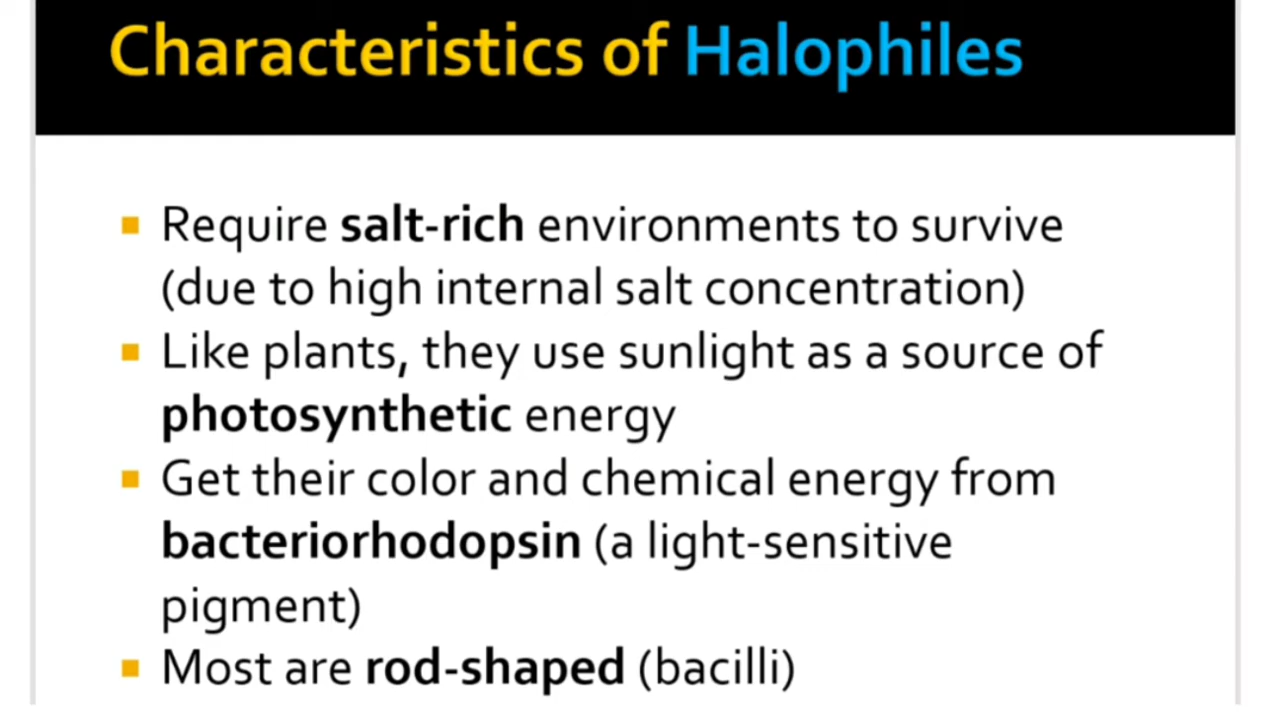 Characteristics of Halophiles
Require salt-rich environments to survive
(due to high internal salt concentration)
Like plants, they use sunlight as a source of
photosynthetic energy
Get their color and chemical energy from
bacteriorhodopsin (a light-sensitive
pigment)
Most are rod-shaped (bacilli)